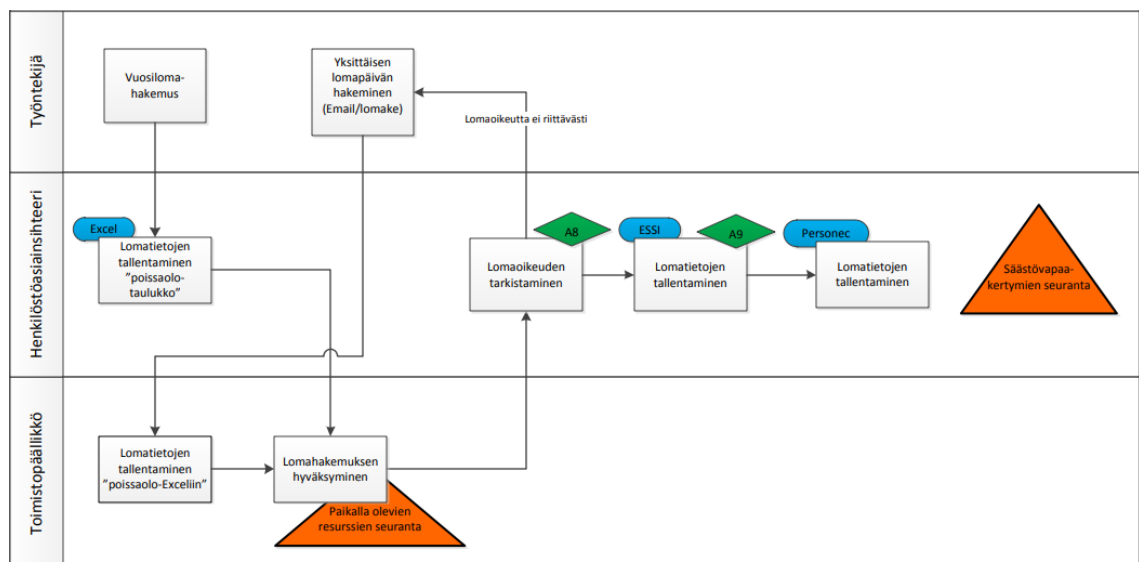 Työntekijä
Vuosiloma-
hakemus
Yksittäisen
lomapäivän
hakeminen
(Email/lomake)
Lomaoikeutta ei riittävästi
Henkilöstöasiainsihteeri
Excel
Lomatietojen
tallentaminen
”poissaolo-
taulukko”
A8
Lomaoikeuden
tarkistaminen
ESSI
Lomatietojen
tallentaminen
A9
Personec
Lomatietojen
tallentaminen
Säästövapaa-
kertymien seuranta
Toimistopäällikkö
Lomatietojen
tallentaminen
”poissaolo-Exceliin”
Lomahakemuksen
hyväksyminen
Paikalla olevien
resurssien seuranta